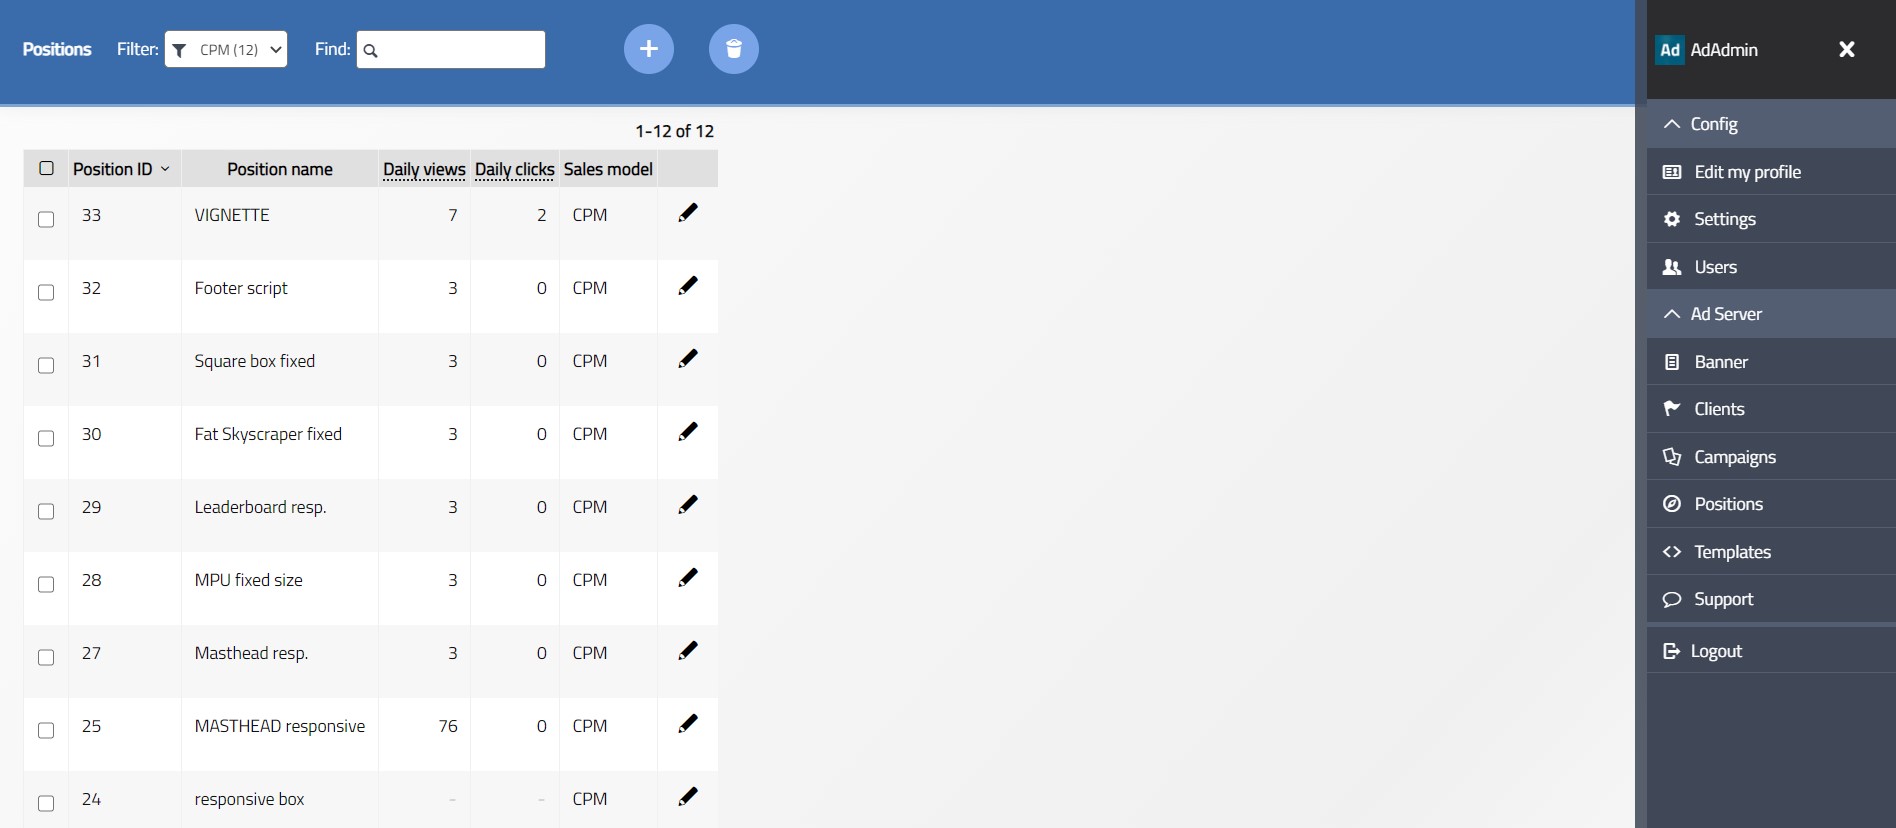 Positions Filter: CPM (12) Find:
Ad AdAdmin
1-12 of 12
Position ID Position name Daily views Daily clicks Sales model
33 VIGNETTE 7 2 CPM
32 Footer script 3 0 CPM
31 Square box fixed 3 0 CPM
30 Fat Skyscraper fixed 3 0 CPM
29 Leaderboard resp. 3 0 CPM
28 MPU fixed size 3 0 CPM
27 Masthead resp. 3 0 CPM
25 MASTHEAD responsive 76 0 CPM
24 responsive box - - CPM
Config
Edit my profile
Settings
Users
Ad Server
Banner
Clients
Campaigns
Positions
Templates
Support
Logout